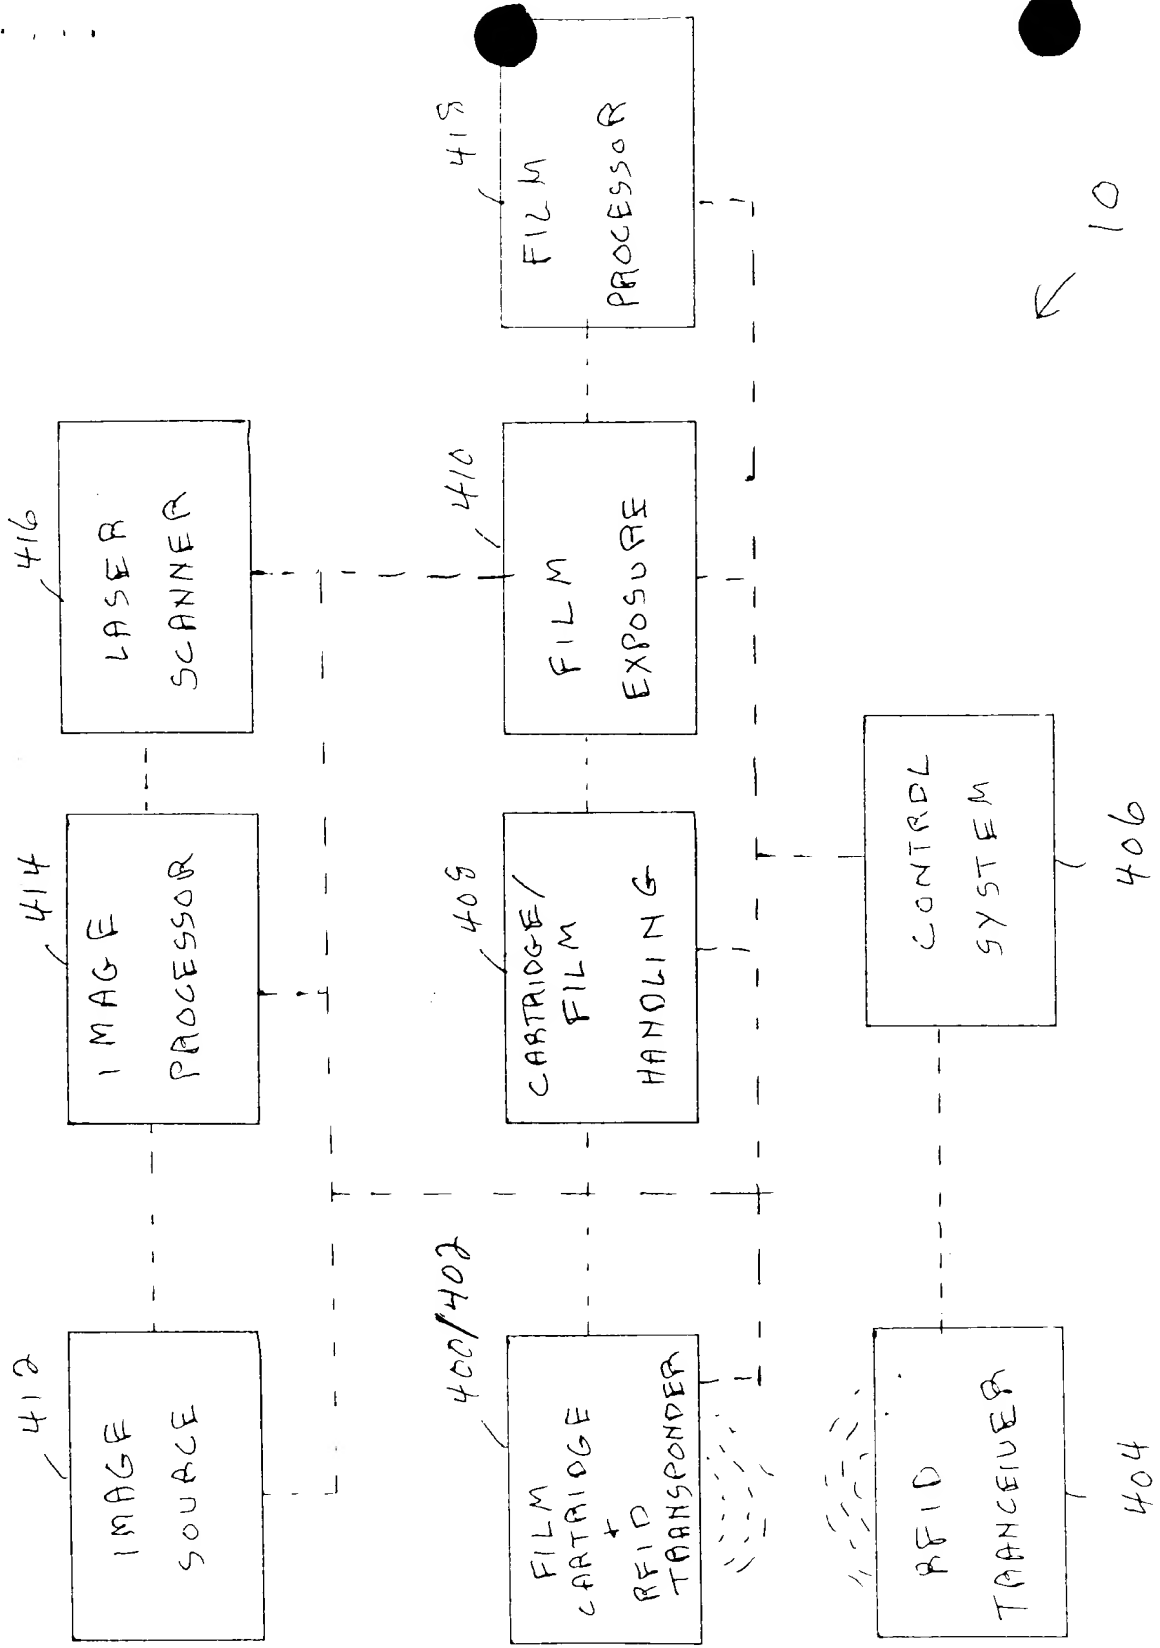 412
IMAGE
SOURCE
414
IMAGE
PROCESSOR
416
LASER
SCANNER
400/402
FILM
CARTRIDGE
+
RFID
TRANSPONDER
408
CARTRIDGE/
FILM
HANDLING
410
FILM
EXPOSURE
418
FILM
PROCESSOR
RFID
TRANCEIVER
404
CONTROL
SYSTEM
406
10